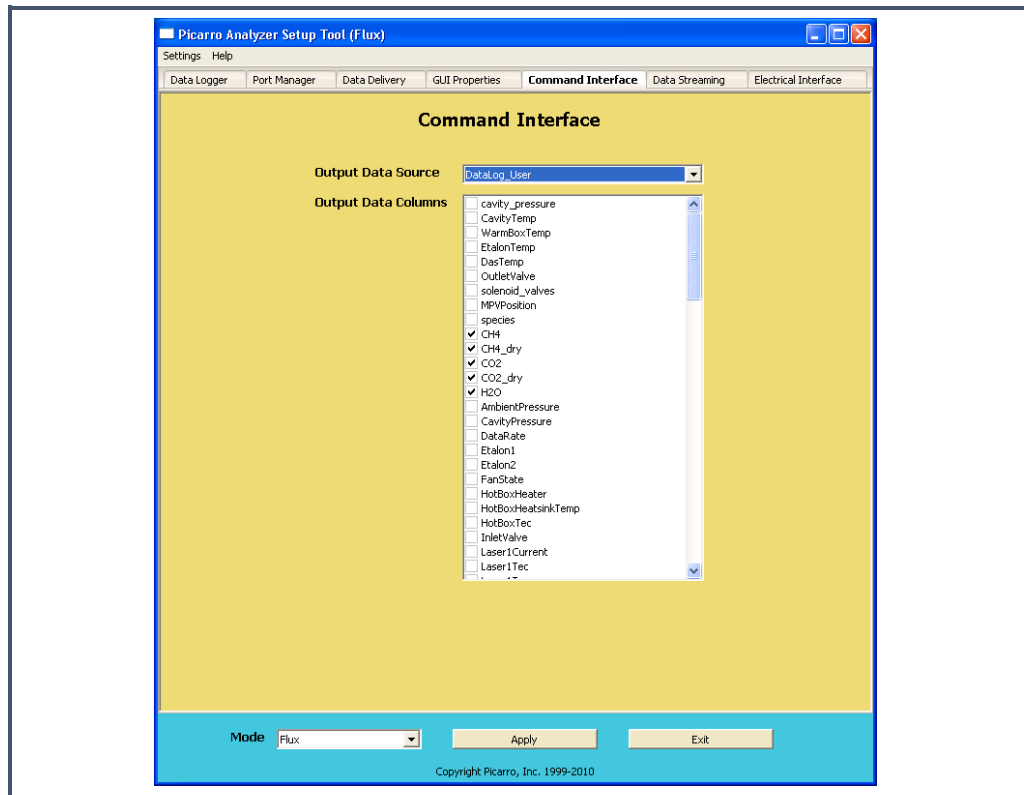 Picarro Analyzer Setup Tool (Flux)
Settings Help
Data Logger Port Manager Data Delivery GUI Properties Command Interface Data Streaming Electrical Interface
Command Interface
Output Data Source DataLog_User
Output Data Columns
cavity_pressure
CavityTemp
WarmBoxTemp
EtalonTemp
DasTemp
OutletValve
solenoid_valves
MPVPosition
species
CH4
CH4_dry
CO2
CO2_dry
H2O
AmbientPressure
CavityPressure
DataRate
Etalon1
Etalon2
FanState
HotBoxHeater
HotBoxHeatsinkTemp
HotBoxTec
InletValve
Laser1Current
Laser1Tec
Mode Flux Apply Exit
Copyright Picarro, Inc. 1999-2010